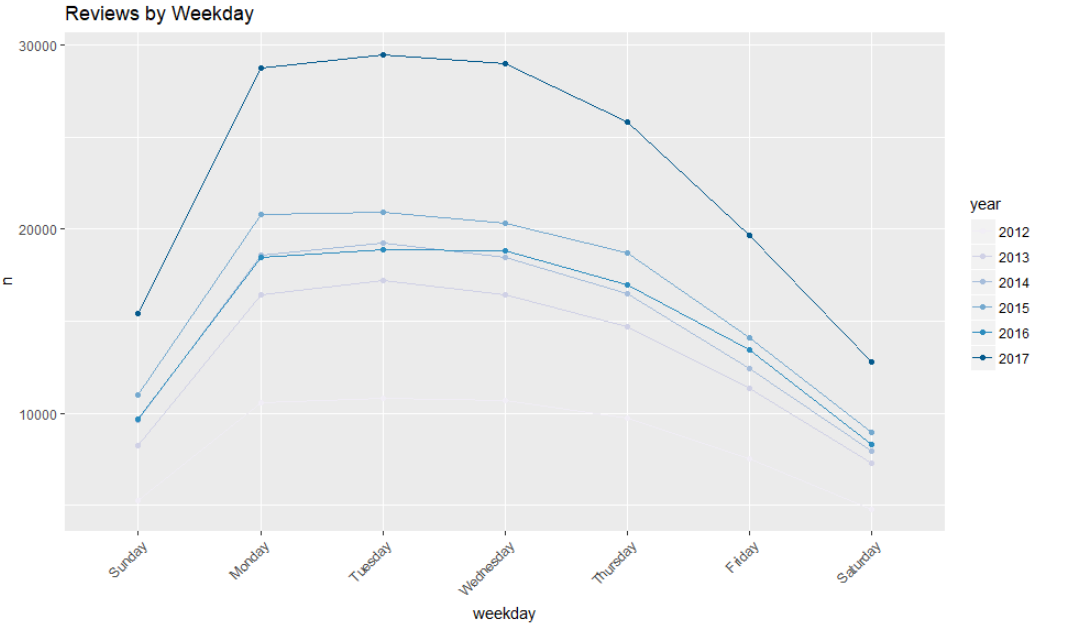 Reviews by Weekday
30000
20000
10000
n
Sunday
Monday
Tuesday
Wednesday
Thursday
Friday
Saturday
weekday
year
2012
2013
2014
2015
2016
2017